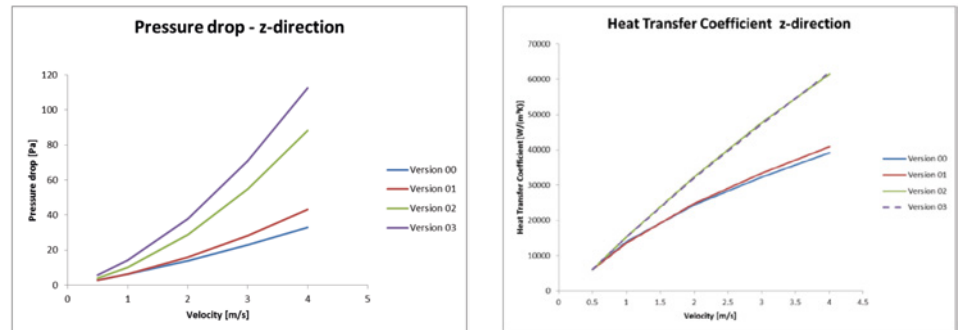 Pressure drop - z-direction
120
100
80
60
40
20
0
0 1 2 3 4 5
Pressure drop [Pa]
Velocity [m/s]
Version 00
Version 01
Version 02
Version 03
Heat Transfer Coefficient z-direction
70000
60000
50000
40000
30000
20000
10000
0
0 0.5 1 1.5 2 2.5 3 3.5 4 4.5
Heat Transfer Coefficient [W/(m³K)]
Velocity [m/s]
Version 00
Version 01
Version 02
Version 03